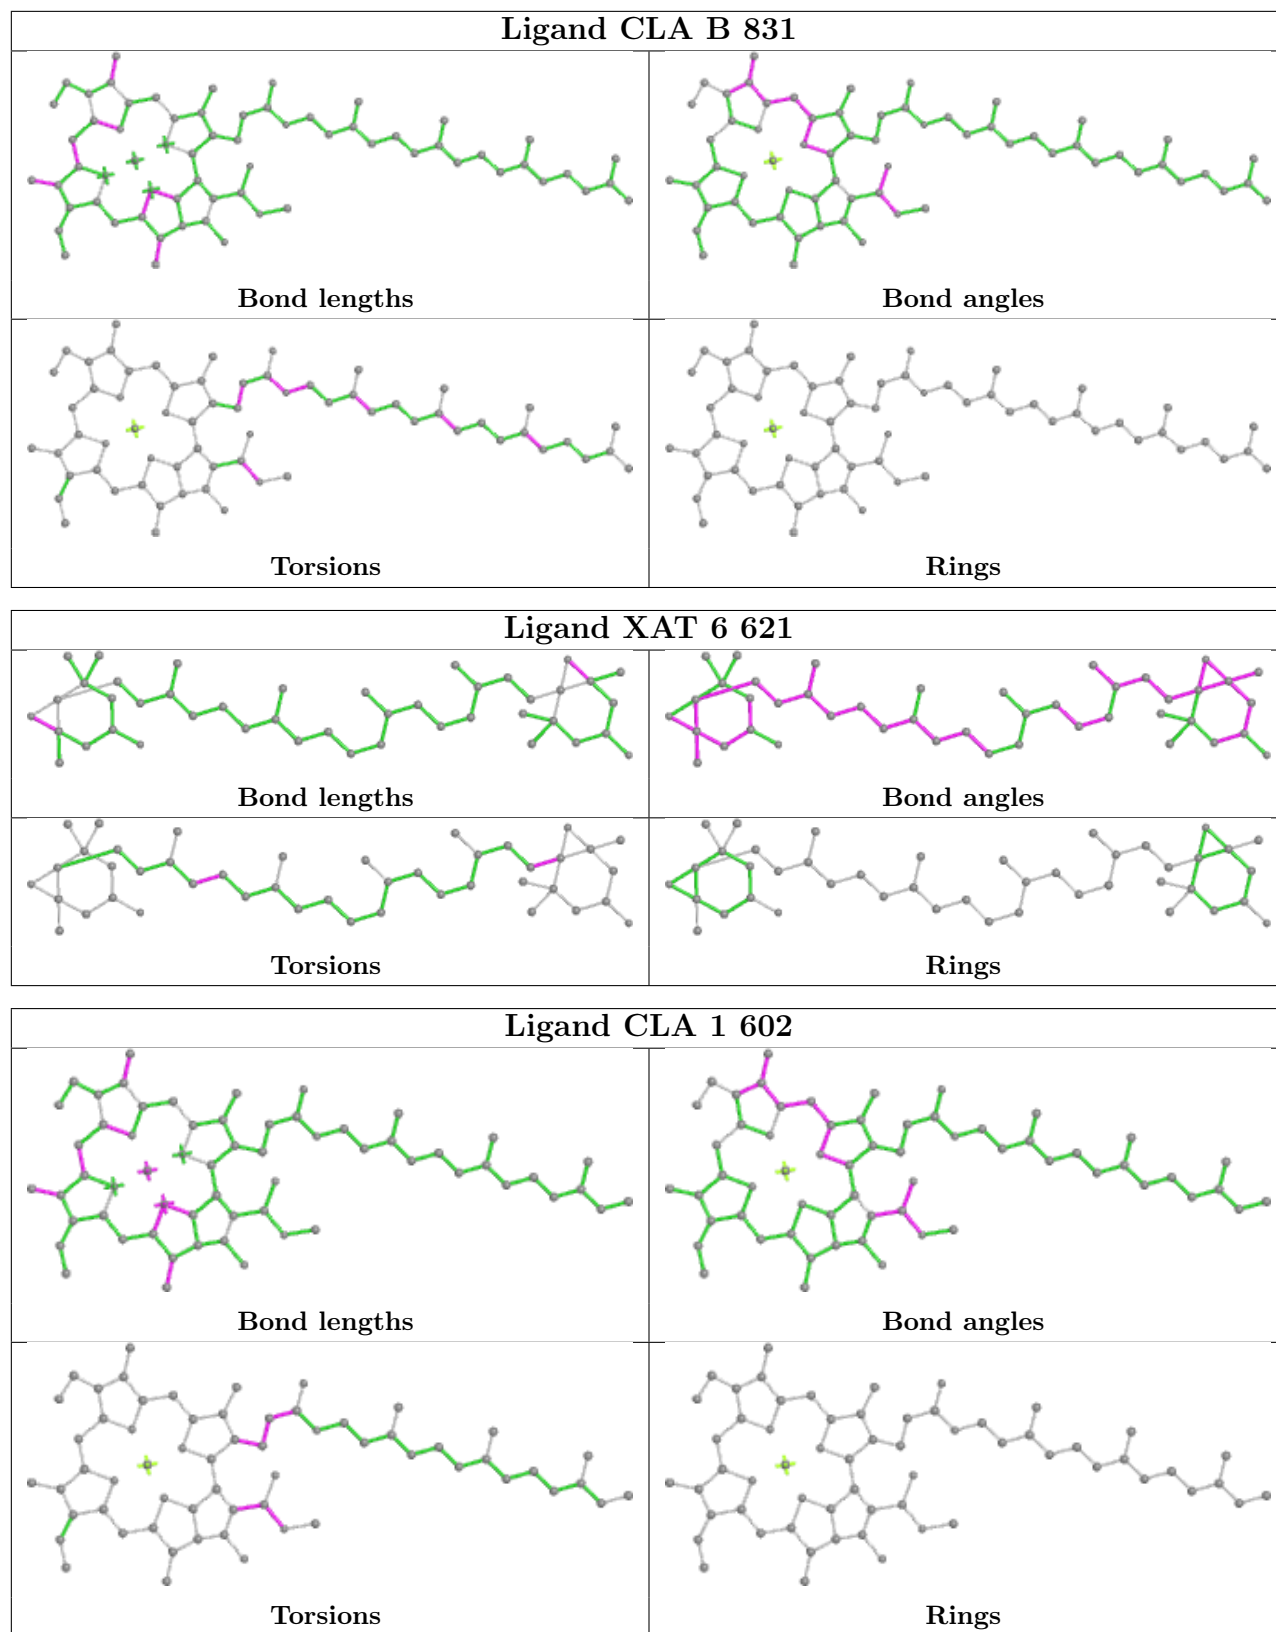 Ligand CLA B 831
Bond lengths
Bond angles
Torsions
Rings
Ligand XAT 6 621
Bond lengths
Bond angles
Torsions
Rings
Ligand CLA 1 602
Bond lengths
Bond angles
Torsions
Rings